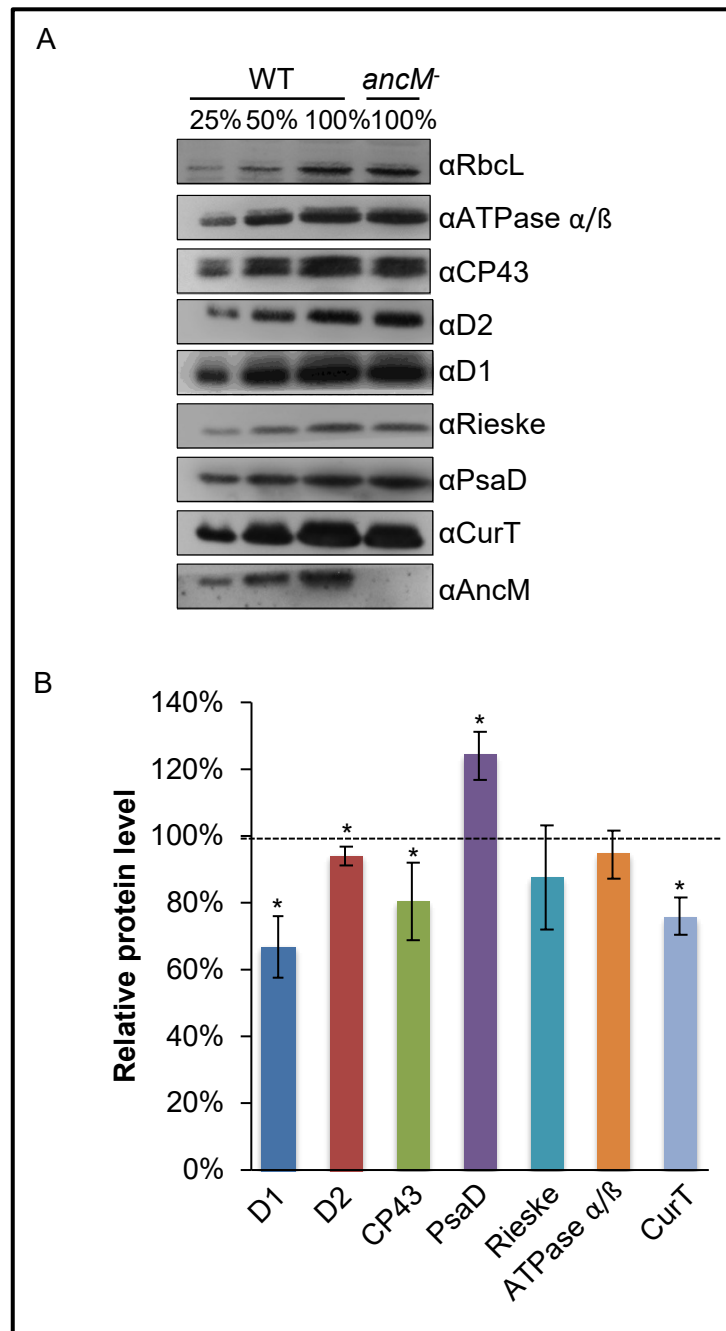 A
WT ancM-
25% 50% 100% 100%
αRbcL
αATPase α/ß
αCP43
αD2
αD1
αRieske
αPsaD
αCurT
αAncM
B
Relative protein level
140%
120%
100%
80%
60%
40%
20%
0%
*
*
*
*
*
D1 D2 CP43 PsaD Rieske ATPase α/ß CurT